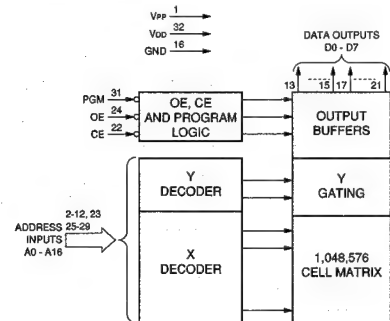 VPP 1
VDD 32
GND 16
DATA OUTPUTS
D0 - D7
13 15 17 21
PGM 31
OE 24
CE 22
OE, CE
AND PROGRAM
LOGIC
OUTPUT
BUFFERS
Y
DECODER
Y
GATING
2-12, 23
ADDRESS 25-29
INPUTS
A0 - A16
X
DECODER
1,048,576
CELL MATRIX